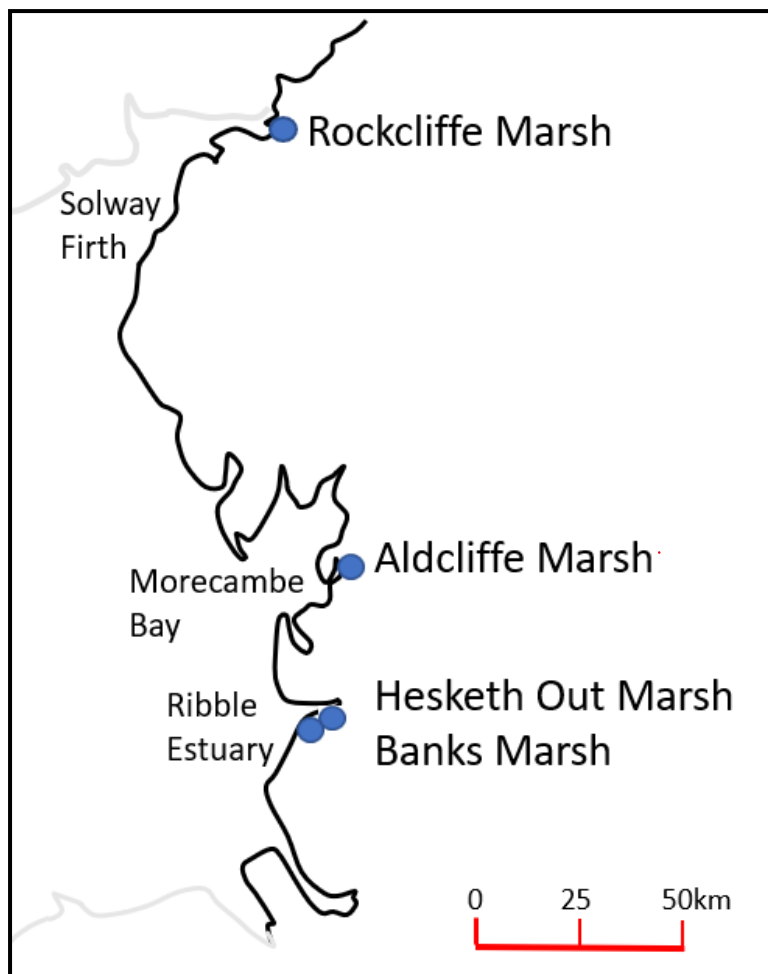 Rockcliffe Marsh
Solway
Firth
Aldcliffe Marsh
Morecambe
Bay
Hesketh Out Marsh
Banks Marsh
Ribble
Estuary
0 25 50km